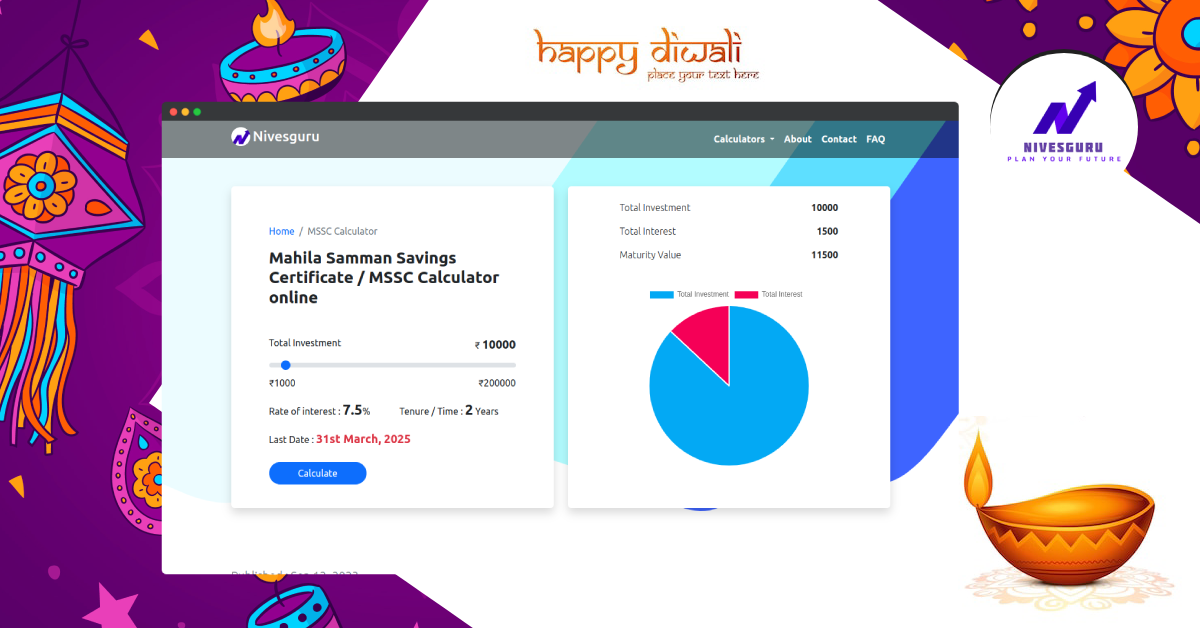 happy diwali
place your text here
NIVESGURU
PLAN YOUR FUTURE
Nivesguru
Calculators About Contact FAQ
Home / MSSC Calculator
Mahila Samman Savings
Certificate / MSSC Calculator
online
Total Investment ₹ 10000
₹1000 ₹200000
Rate of interest : 7.5% Tenure / Time : 2 Years
Last Date : 31st March, 2025
Calculate
Total Investment 10000
Total Interest 1500
Maturity Value 11500
Total Investment Total Interest